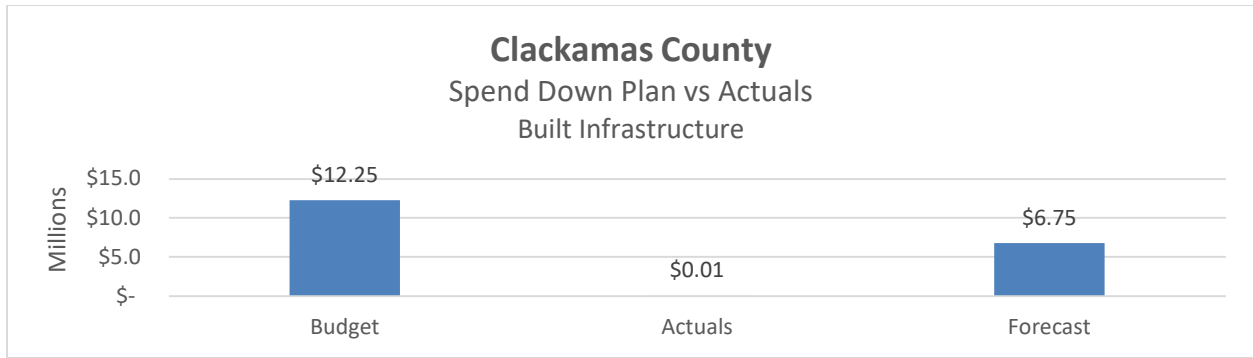 Clackamas County
Spend Down Plan vs Actuals
Built Infrastructure
Millions
$15.0
$10.0
$5.0
$-
$12.25
$0.01
$6.75
Budget
Actuals
Forecast